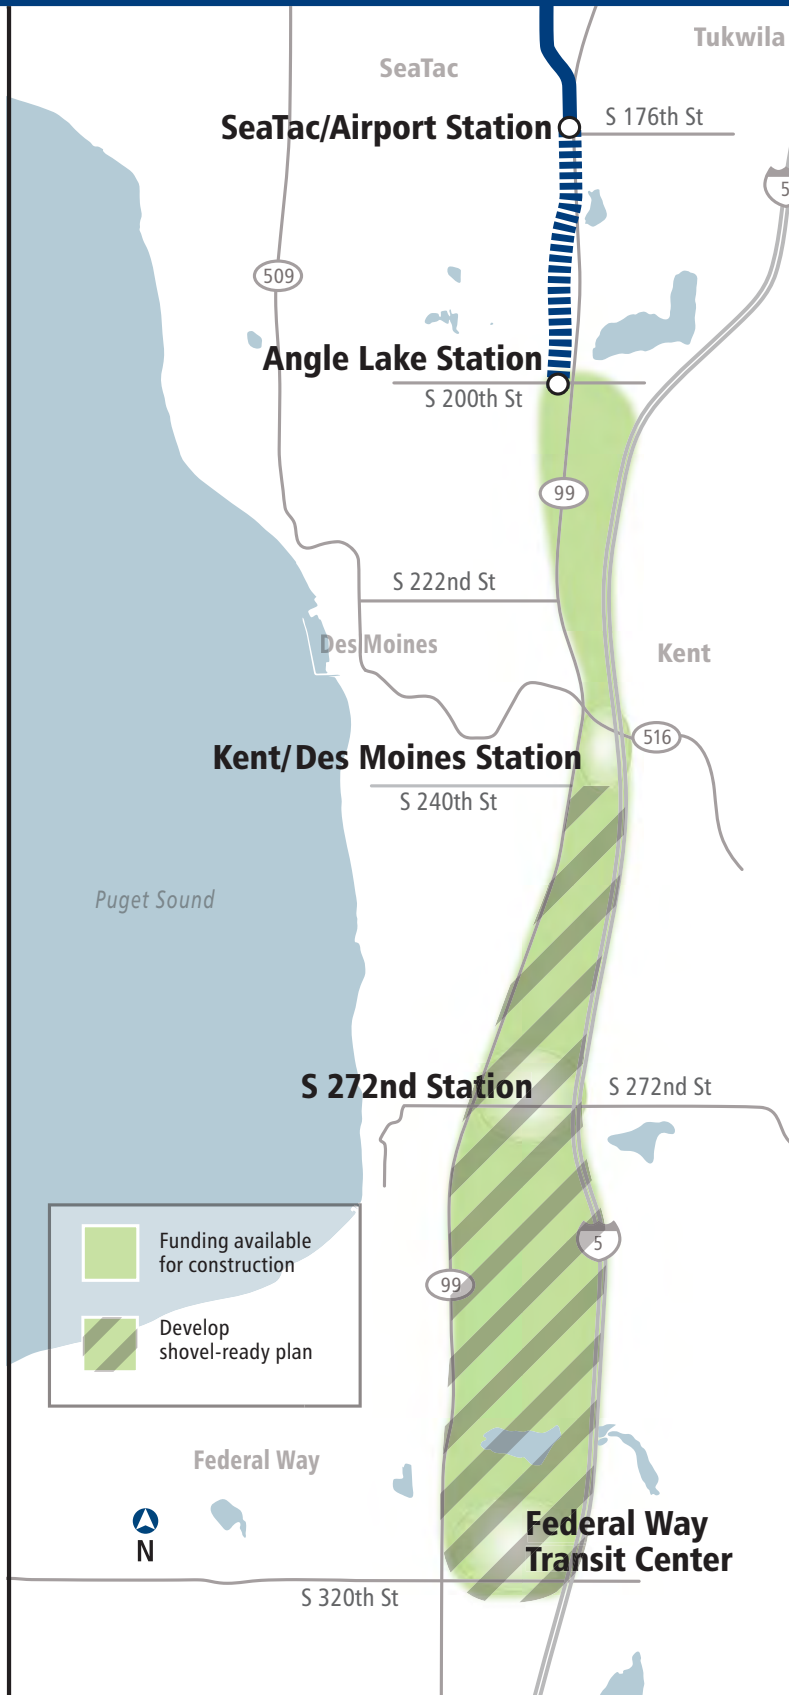 Tukwila
SeaTac
S 176th St
SeaTac/Airport Station
5
509
Angle Lake Station
S 200th St
99
S 222nd St
Des Moines
Kent
516
Kent/Des Moines Station
S 240th St
Puget Sound
S 272nd Station
S 272nd St
Funding available
for construction
5
99
Develop
shovel-ready plan
Federal Way
Federal Way
Transit Center
N
S 320th St